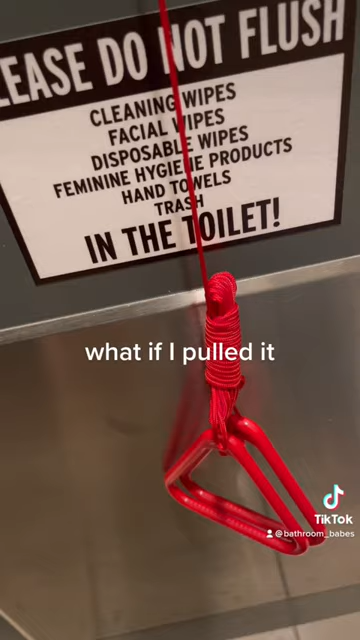 LEASE DO NOT FLUSH
CLEANING WIPES
FACIAL WIPES
DISPOSABLE WIPES
FEMININE HYGIENE PRODUCTS
HAND TOWELS
TRASH
IN THE TOILET!
what if I pulled it
TikTok
@bathroom_babes